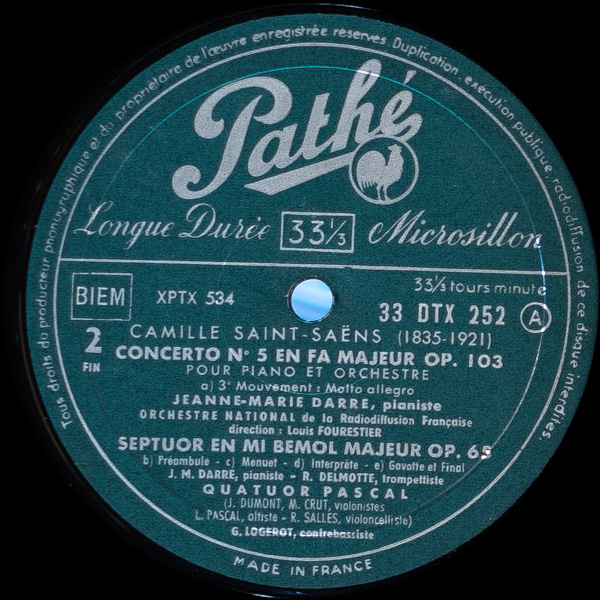 Tous droits du producteur phonographique et du propriétaire de l'œuvre enregistrée reservés Duplication, exécution publique, radiodiffusion de ce disque interdites
Pathé
Longue Durée 33⅓ Microsillon
33⅓ tours minute
BIEM XPTX 534 33 DTX 252 A
2
FIN
CAMILLE SAINT-SAËNS (1835-1921)
CONCERTO N° 5 EN FA MAJEUR OP. 103
POUR PIANO ET ORCHESTRE
a) 3e Mouvement : Molto allegro
JEANNE-MARIE DARRE, pianiste
ORCHESTRE NATIONAL de la Radiodiffusion Française
direction : Louis FOURESTIER
SEPTUOR EN MI BEMOL MAJEUR OP. 65
b) Préambule - c) Menuet - d) Interprète - e) Gavotte et Final
J. M. DARRÉ, pianiste - R. DELMOTTE, trompettiste
QUATUOR PASCAL
(J. DUMONT, M. CRUT, violonistes
L. PASCAL, altiste - R. SALLES, violoncelliste)
G. LOGEROT, contrebassiste
MADE IN FRANCE